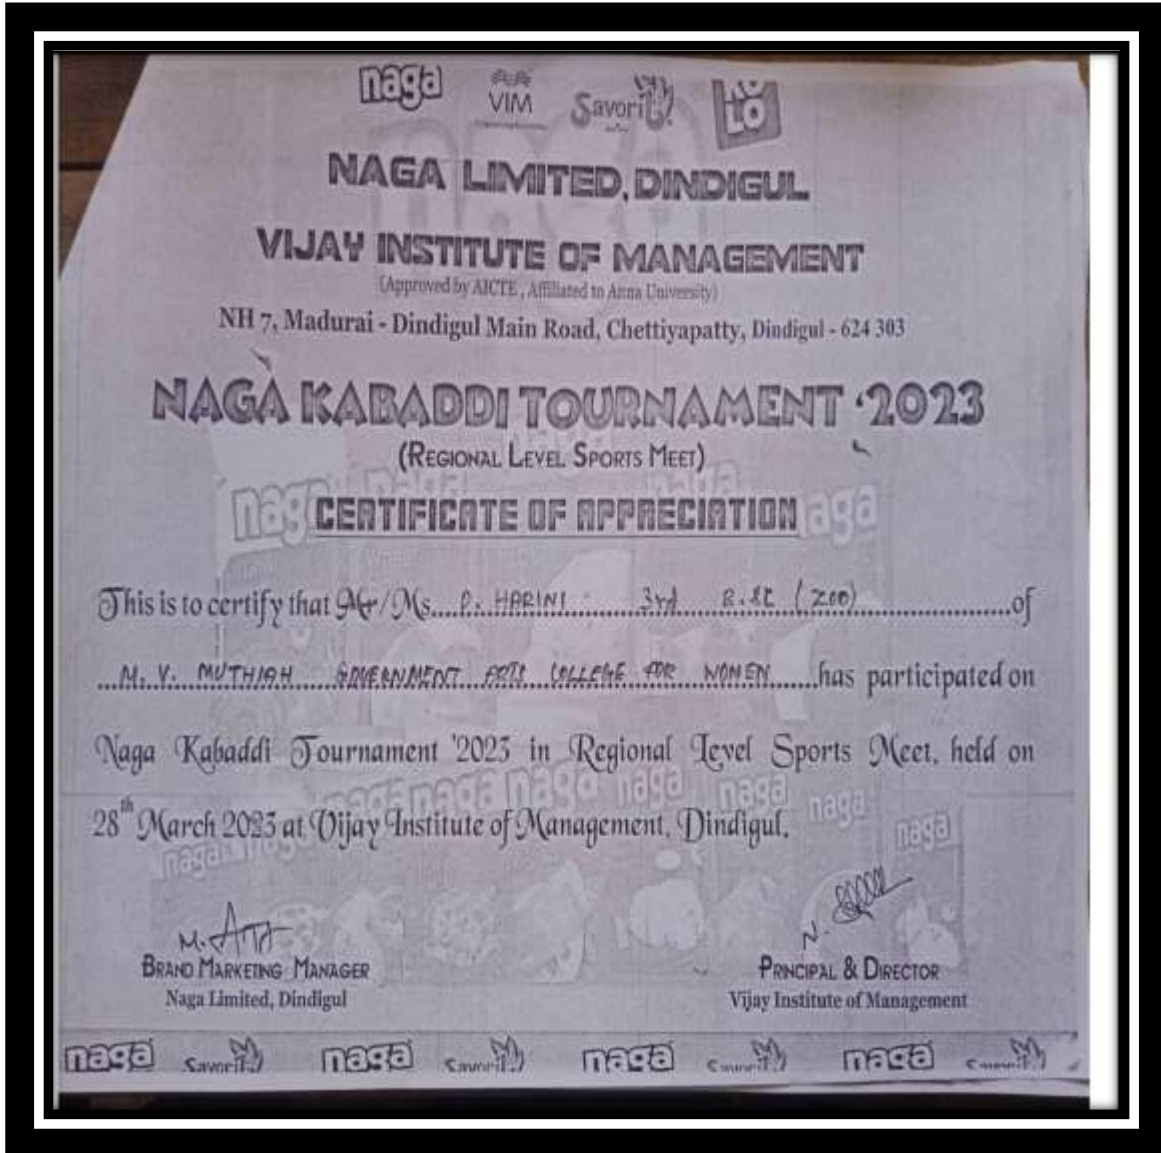 naga VIM Savorit KOLO
NAGA LIMITED, DINDIGUL
VIJAY INSTITUTE OF MANAGEMENT
(Approved by AICTE , Affiliated to Anna University)
NH 7, Madurai - Dindigul Main Road, Chettiyapatty, Dindigul - 624 303
NAGA KABADDI TOURNAMENT '2023
(REGIONAL LEVEL SPORTS MEET)
CERTIFICATE OF APPRECIATION
This is to certify that Mr/Ms....P. HARINI 3rd B.SC (ZOO)....of
M. V. MUTHIAH GOVERNMENT ARTS COLLEGE FOR WOMEN has participated on
Naga Kabaddi Tournament '2023 in Regional Level Sports Meet, held on
28th March 2023 at Vijay Institute of Management, Dindigul.
BRAND MARKETING MANAGER
Naga Limited, Dindigul
PRINCIPAL & DIRECTOR
Vijay Institute of Management
naga Savorit naga Savorit naga Savorit naga Savorit